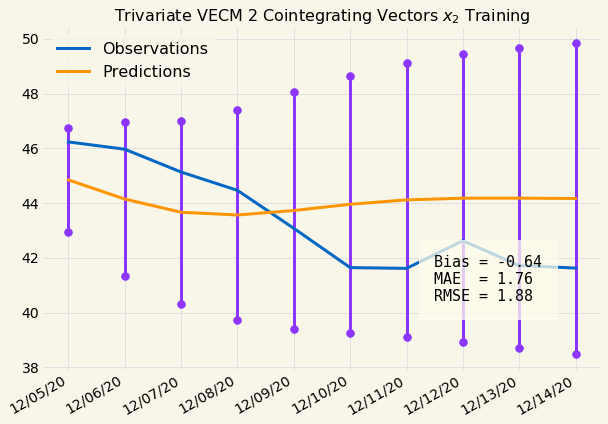 Trivariate VECM 2 Cointegrating Vectors x₂ Training
Observations
Predictions
50
48
46
44
42
40
38
Bias = -0.64
MAE  = 1.76
RMSE = 1.88
12/05/20
12/06/20
12/07/20
12/08/20
12/09/20
12/10/20
12/11/20
12/12/20
12/13/20
12/14/20